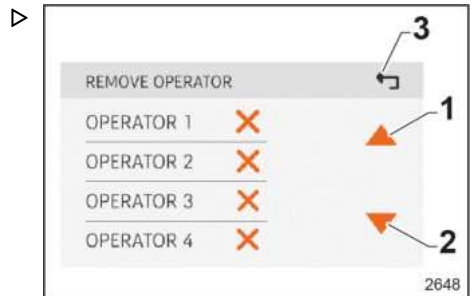 3
REMOVE OPERATOR
1
OPERATOR 1
OPERATOR 2
OPERATOR 3
OPERATOR 4
2
2648